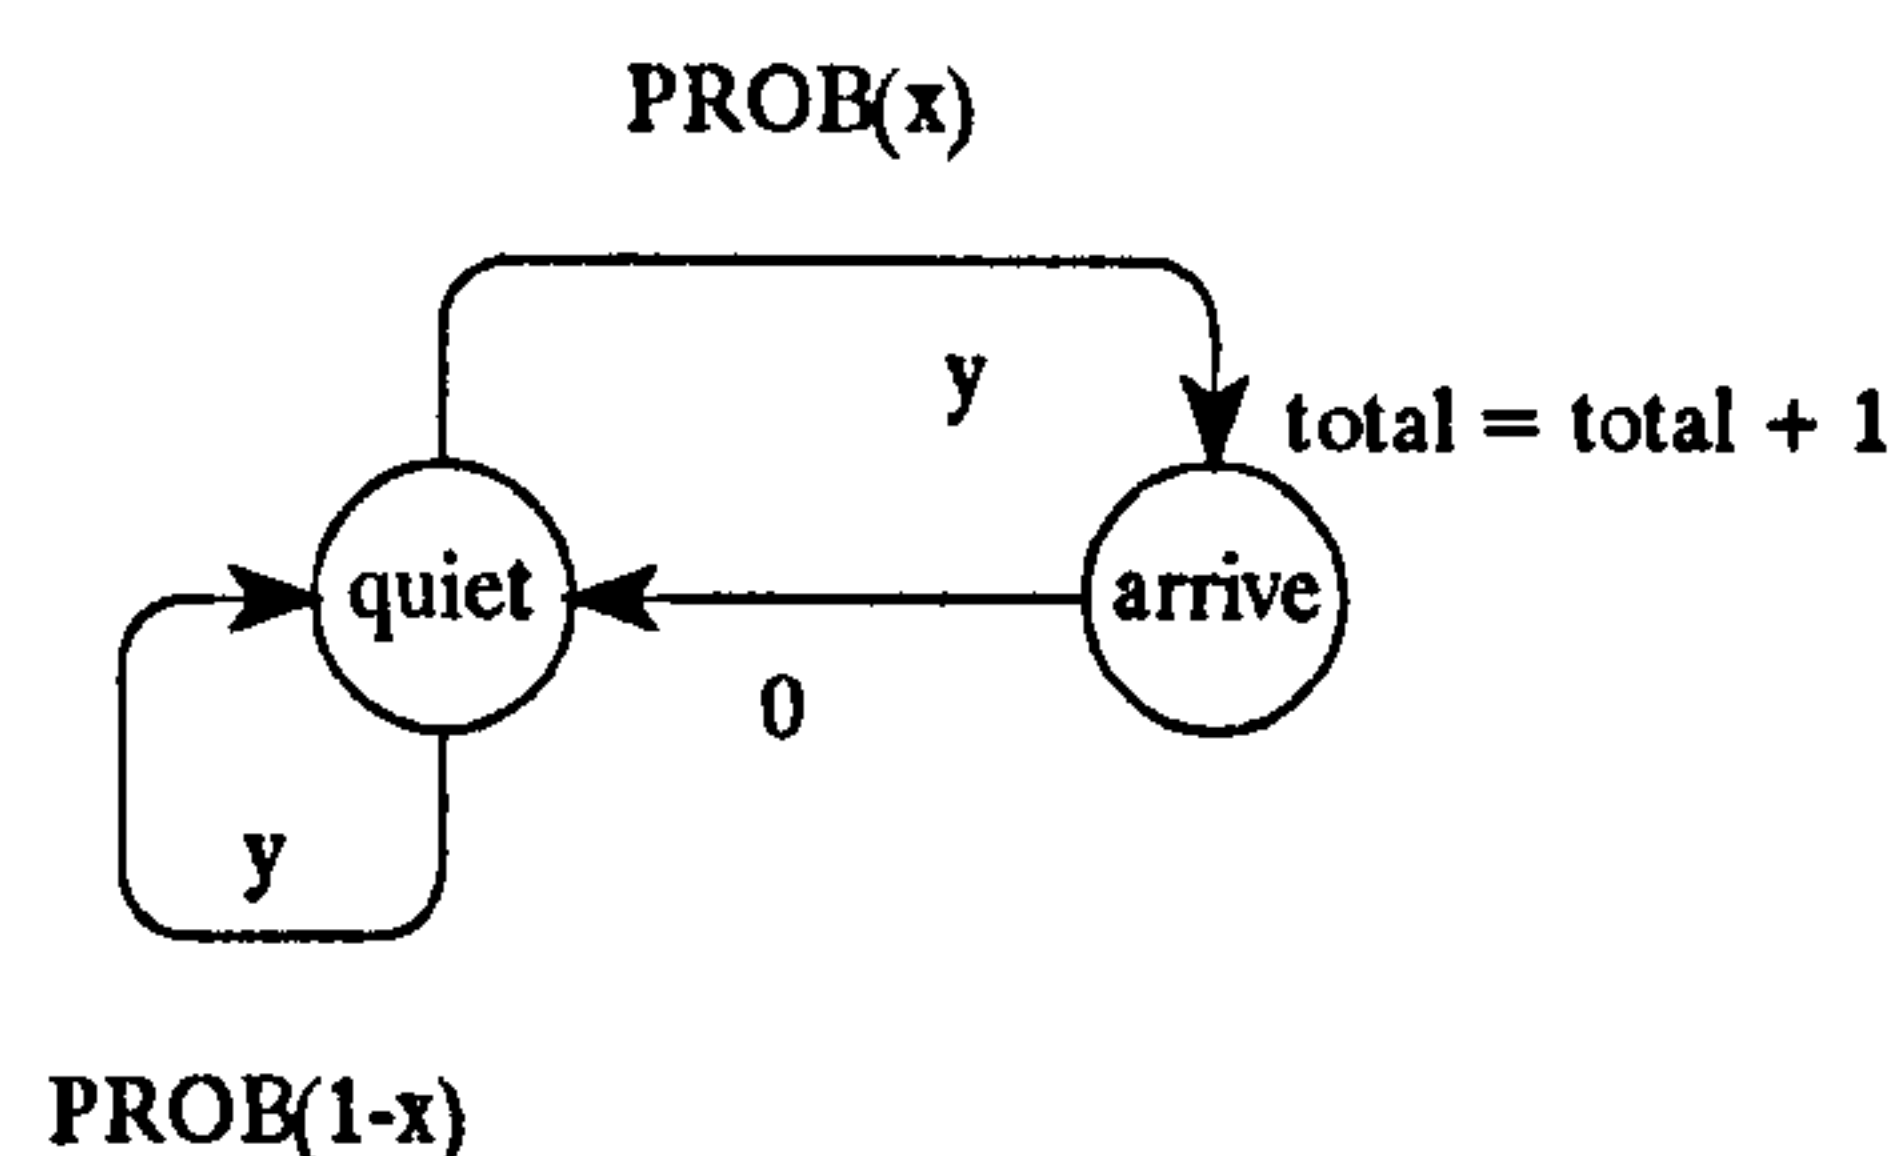 PROB(x)
y
total = total + 1
quiet
arrive
0
y
PROB(1-x)